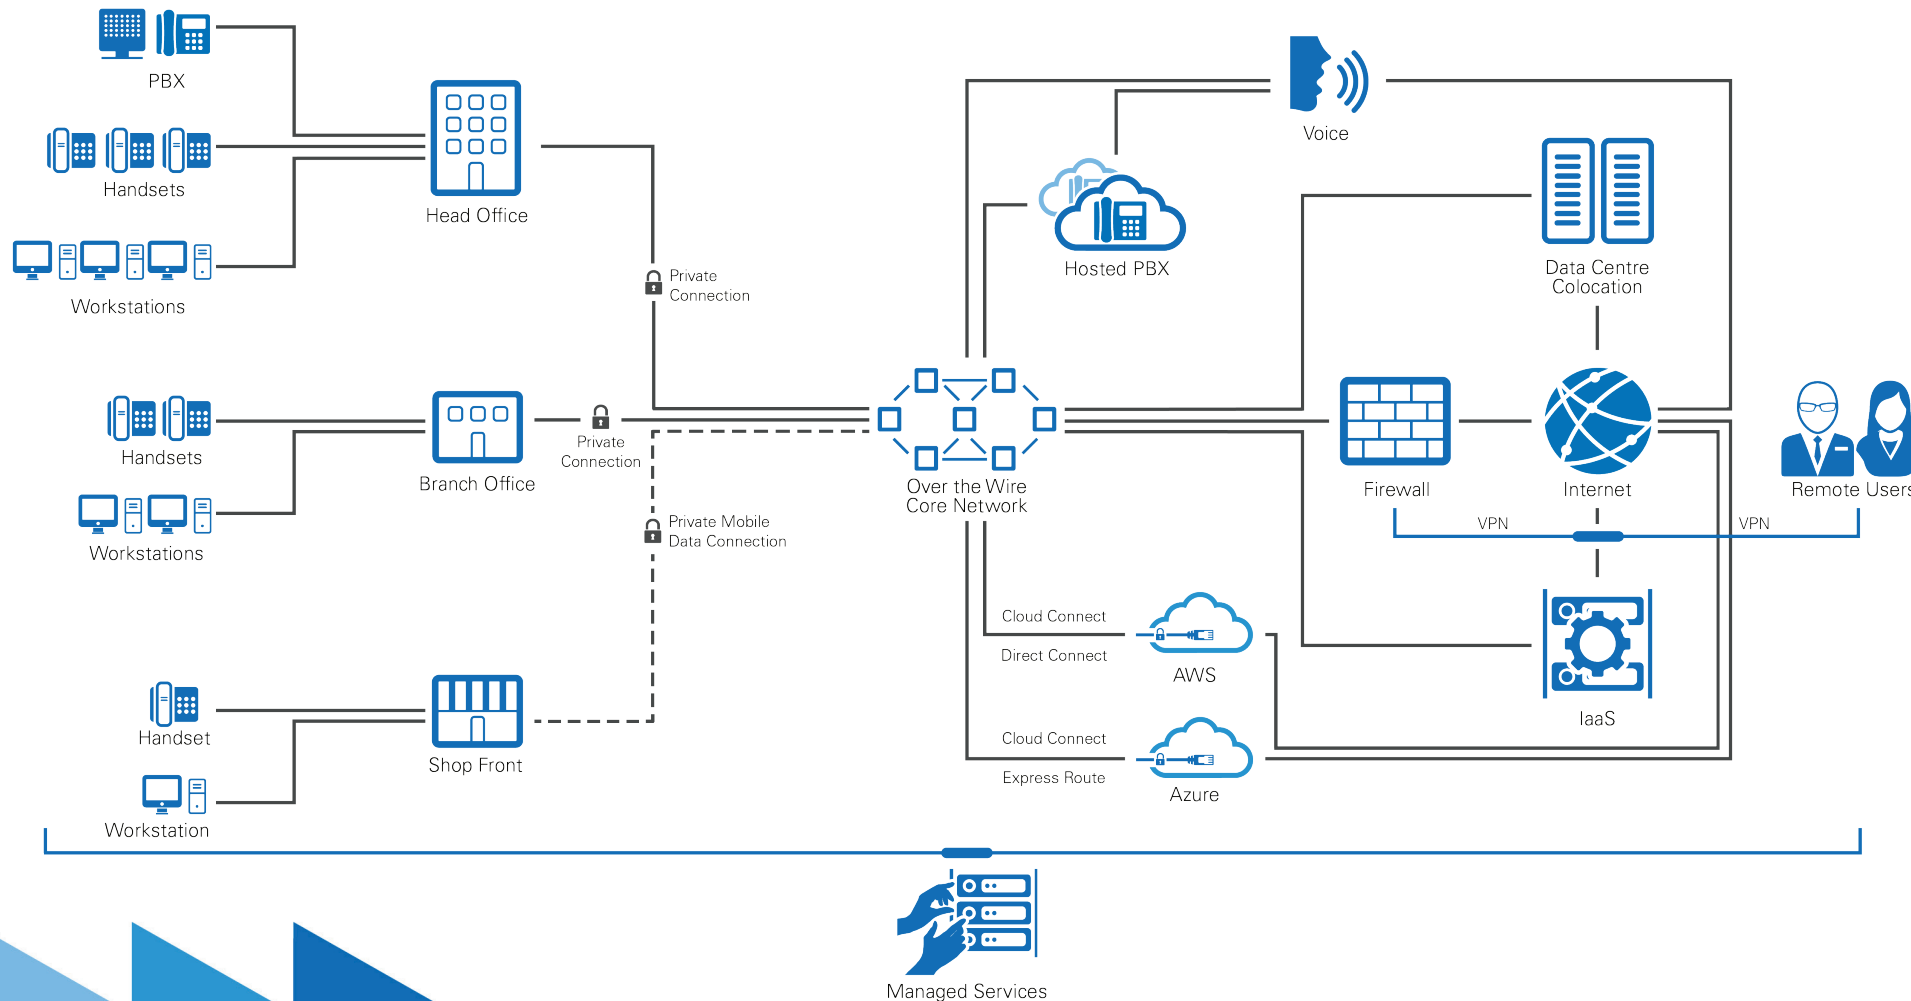 PBX
Handsets
Workstations
Head Office
Private
Connection
Handsets
Workstations
Branch Office
Private
Connection
Private Mobile
Data Connection
Handset
Workstation
Shop Front
Over the Wire
Core Network
Voice
Hosted PBX
Data Centre
Colocation
Firewall
Internet
Remote Users
VPN
VPN
Cloud Connect
Direct Connect
AWS
IaaS
Cloud Connect
Express Route
Azure
Managed Services